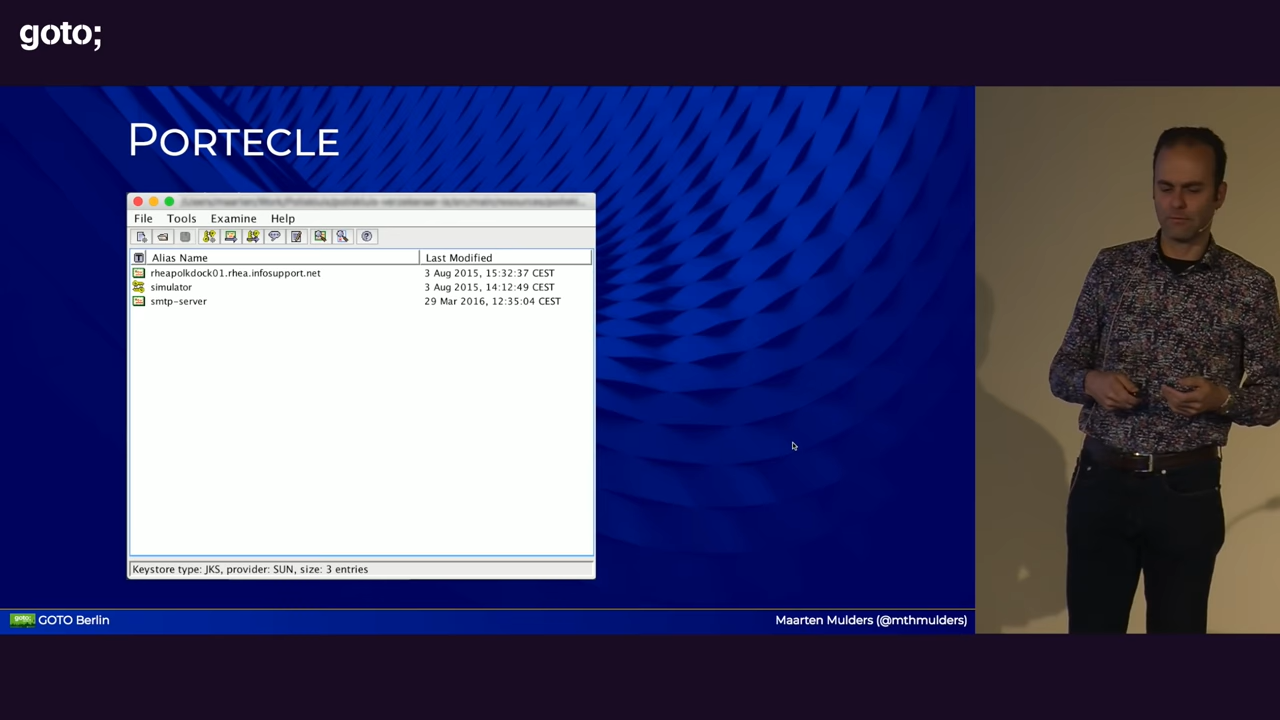 goto;
PORTECLE
File Tools Examine Help
Alias Name Last Modified
rheapolkdock01.rhea.infosupport.net 3 Aug 2015, 15:32:37 CEST
simulator 3 Aug 2015, 14:12:49 CEST
smtp-server 29 Mar 2016, 12:35:04 CEST
Keystore type: JKS, provider: SUN, size: 3 entries
goto; GOTO Berlin Maarten Mulders (@mthmulders)